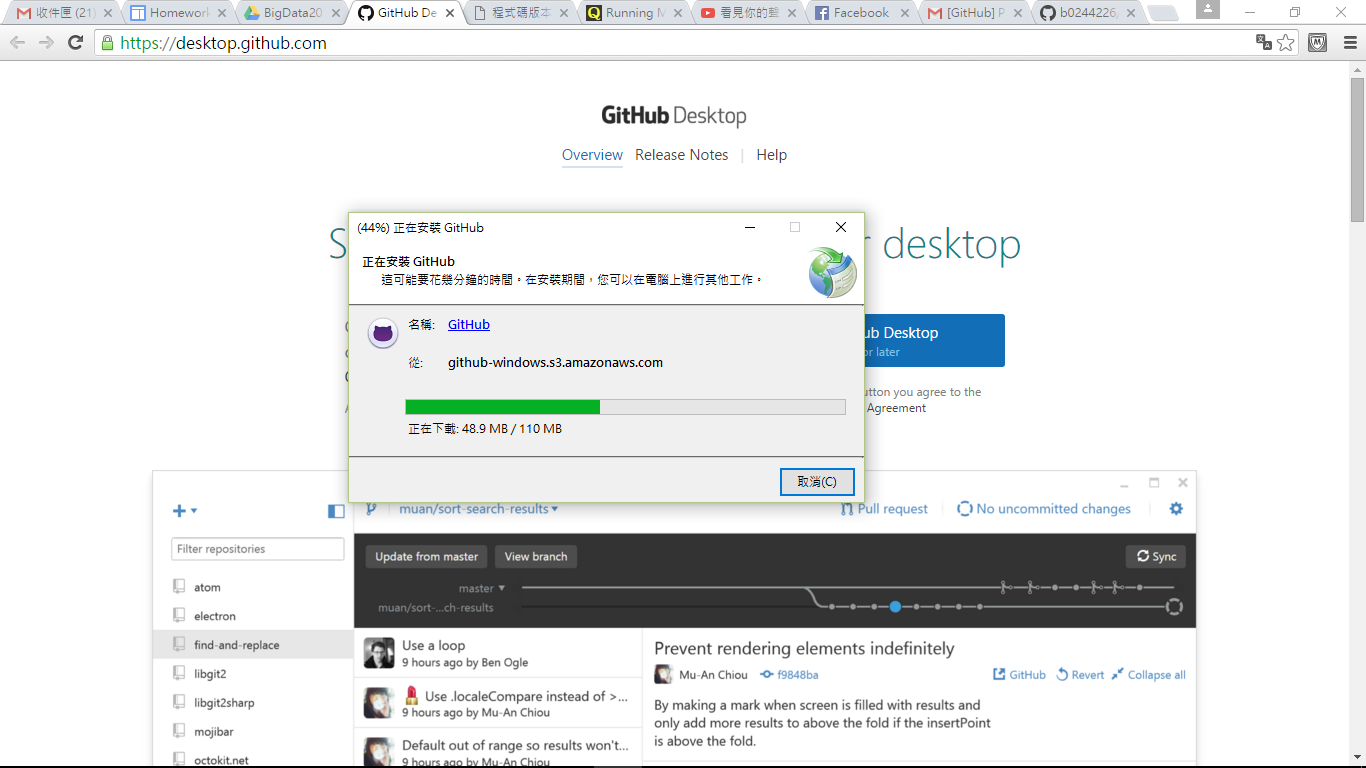 收件匣 (21)
Homework
BigData20
GitHub De
程式碼版本
Running M
看見你的聲
Facebook
[GitHub] P
b0244226
https://desktop.github.com
GitHub Desktop
Overview Release Notes | Help
S
r desktop
(44%) 正在安裝 GitHub
正在安裝 GitHub
這可能要花幾分鐘的時間。在安裝期間，您可以在電腦上進行其他工作。
名稱: GitHub
從: github-windows.s3.amazonaws.com
正在下載: 48.9 MB / 110 MB
取消(C)
ub Desktop
or later
utton you agree to the
Agreement
muan/sort-search-results
Pull request
No uncommitted changes
Filter repositories
Update from master
View branch
Sync
master
muan/sort-...ch-results
atom
electron
find-and-replace
libgit2
libgit2sharp
mojibar
octokit.net
Use a loop
9 hours ago by Ben Ogle
Use .localeCompare instead of >...
9 hours ago by Mu-An Chiou
Default out of range so results won't...
9 hours ago by Mu-An Chiou
Prevent rendering elements indefinitely
Mu-An Chiou f9848ba
GitHub Revert Collapse all
By making a mark when screen is filled with results and
only add more results to above the fold if the insertPoint
is above the fold.